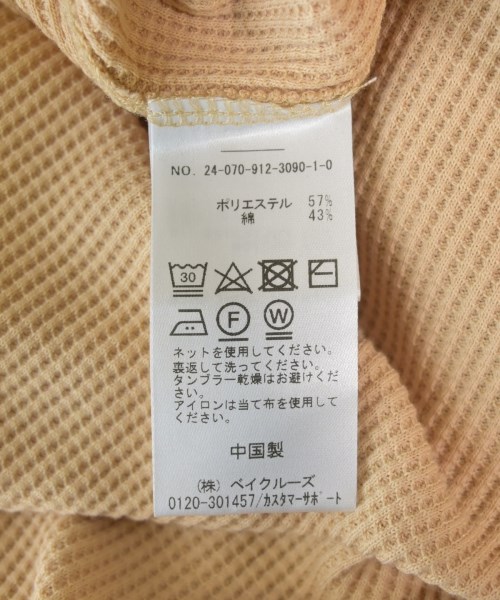 NO. 24-070-912-3090-1-0
ポリエステル 57%
綿 43%
30
F W
ネットを使用してください。
裏返して洗ってください。
タンブラー乾燥はお避けくだ
さい。
アイロンは当て布を使用して
ください。
中国製
(株) ベイクルーズ
0120-301457/カスタマーサポート